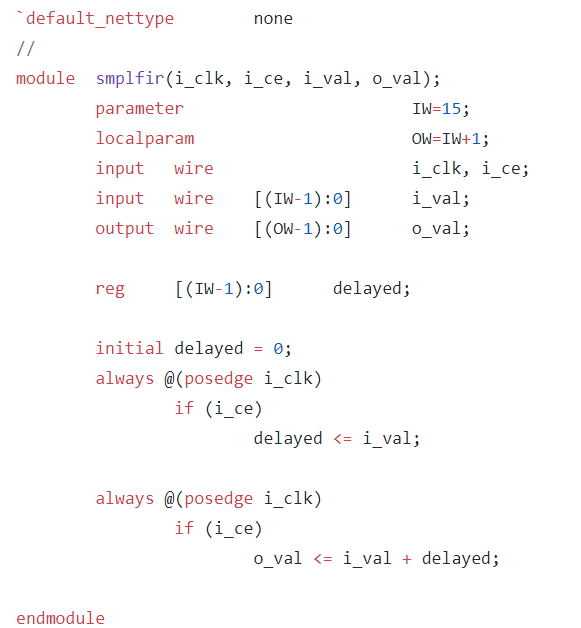 `default_nettype        none
//
module  smplfir(i_clk, i_ce, i_val, o_val);
        parameter                       IW=15;
        localparam                      OW=IW+1;
        input   wire                    i_clk, i_ce;
        input   wire    [(IW-1):0]      i_val;
        output  wire    [(OW-1):0]      o_val;

        reg     [(IW-1):0]      delayed;

        initial delayed = 0;
        always @(posedge i_clk)
                if (i_ce)
                        delayed <= i_val;

        always @(posedge i_clk)
                if (i_ce)
                        o_val <= i_val + delayed;

endmodule